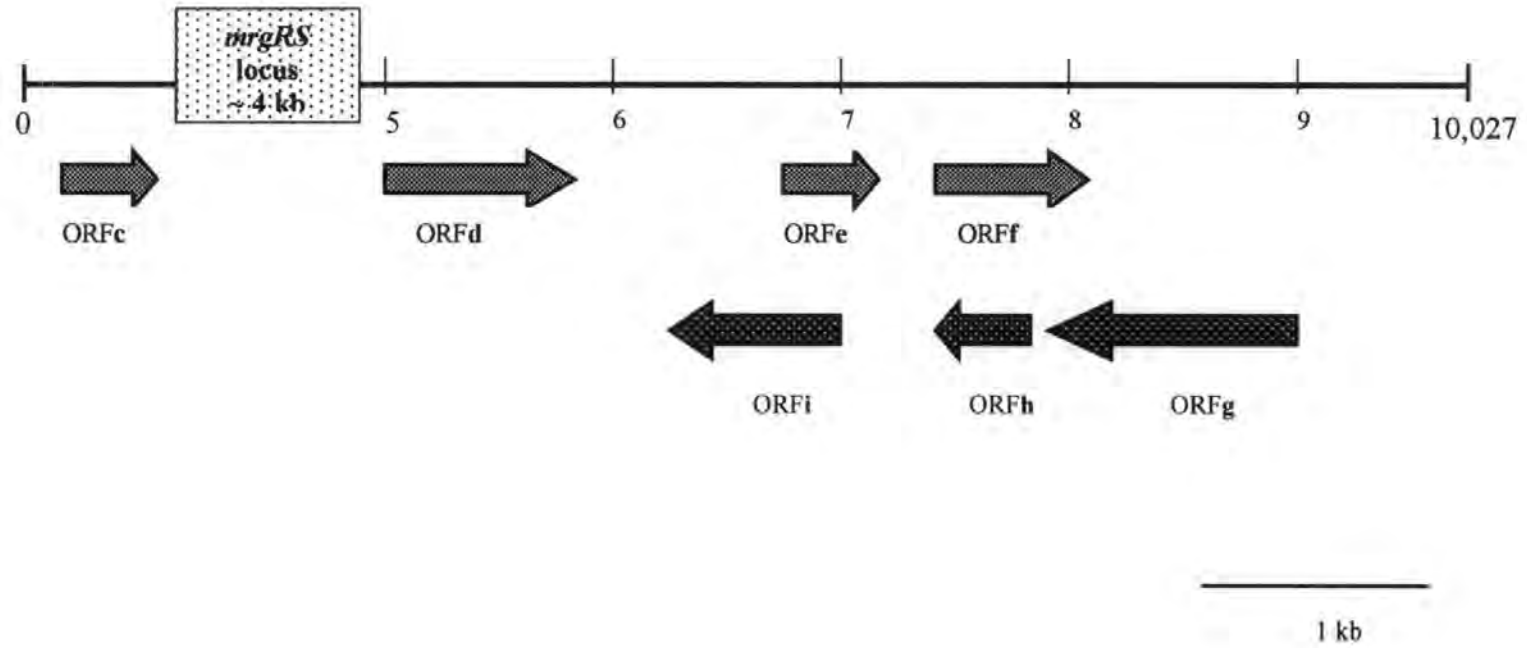 mrgRS
locus
~ 4 kb
0 5 6 7 8 9 10,027
ORFc ORFd ORFe ORFf
ORFi ORFh ORFg
1 kb